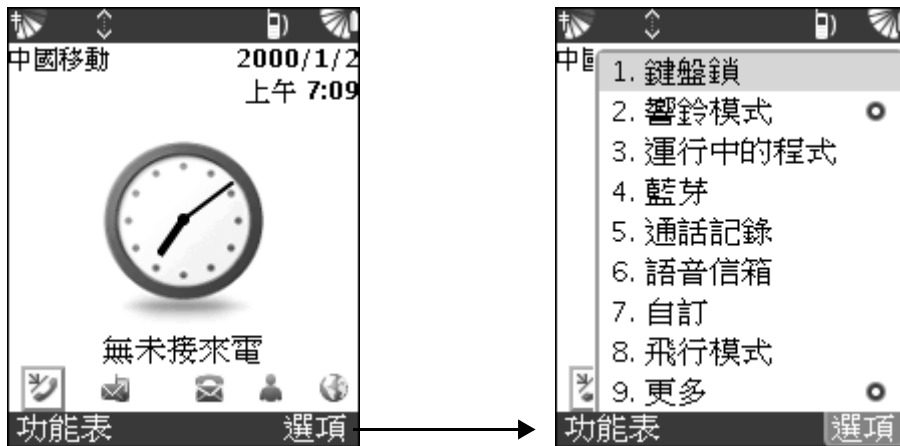 中國移動 2000/1/2
上午 7:09
無未接來電
功能表 選項
中國
1. 鍵盤鎖
2. 響鈴模式
3. 運行中的程式
4. 藍芽
5. 通話記錄
6. 語音信箱
7. 自訂
8. 飛行模式
9. 更多
功能表 選項